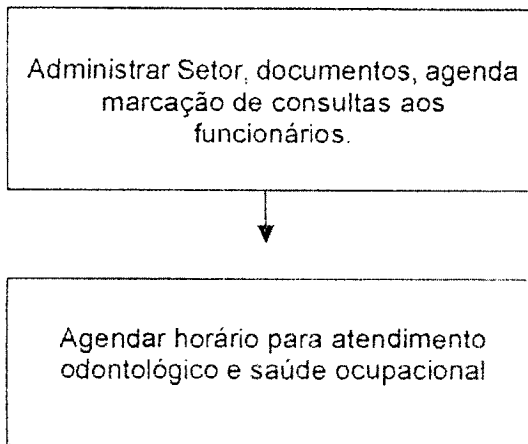 Administrar Setor, documentos, agenda
marcação de consultas aos
funcionários.
Agendar horário para atendimento
odontológico e saúde ocupacional